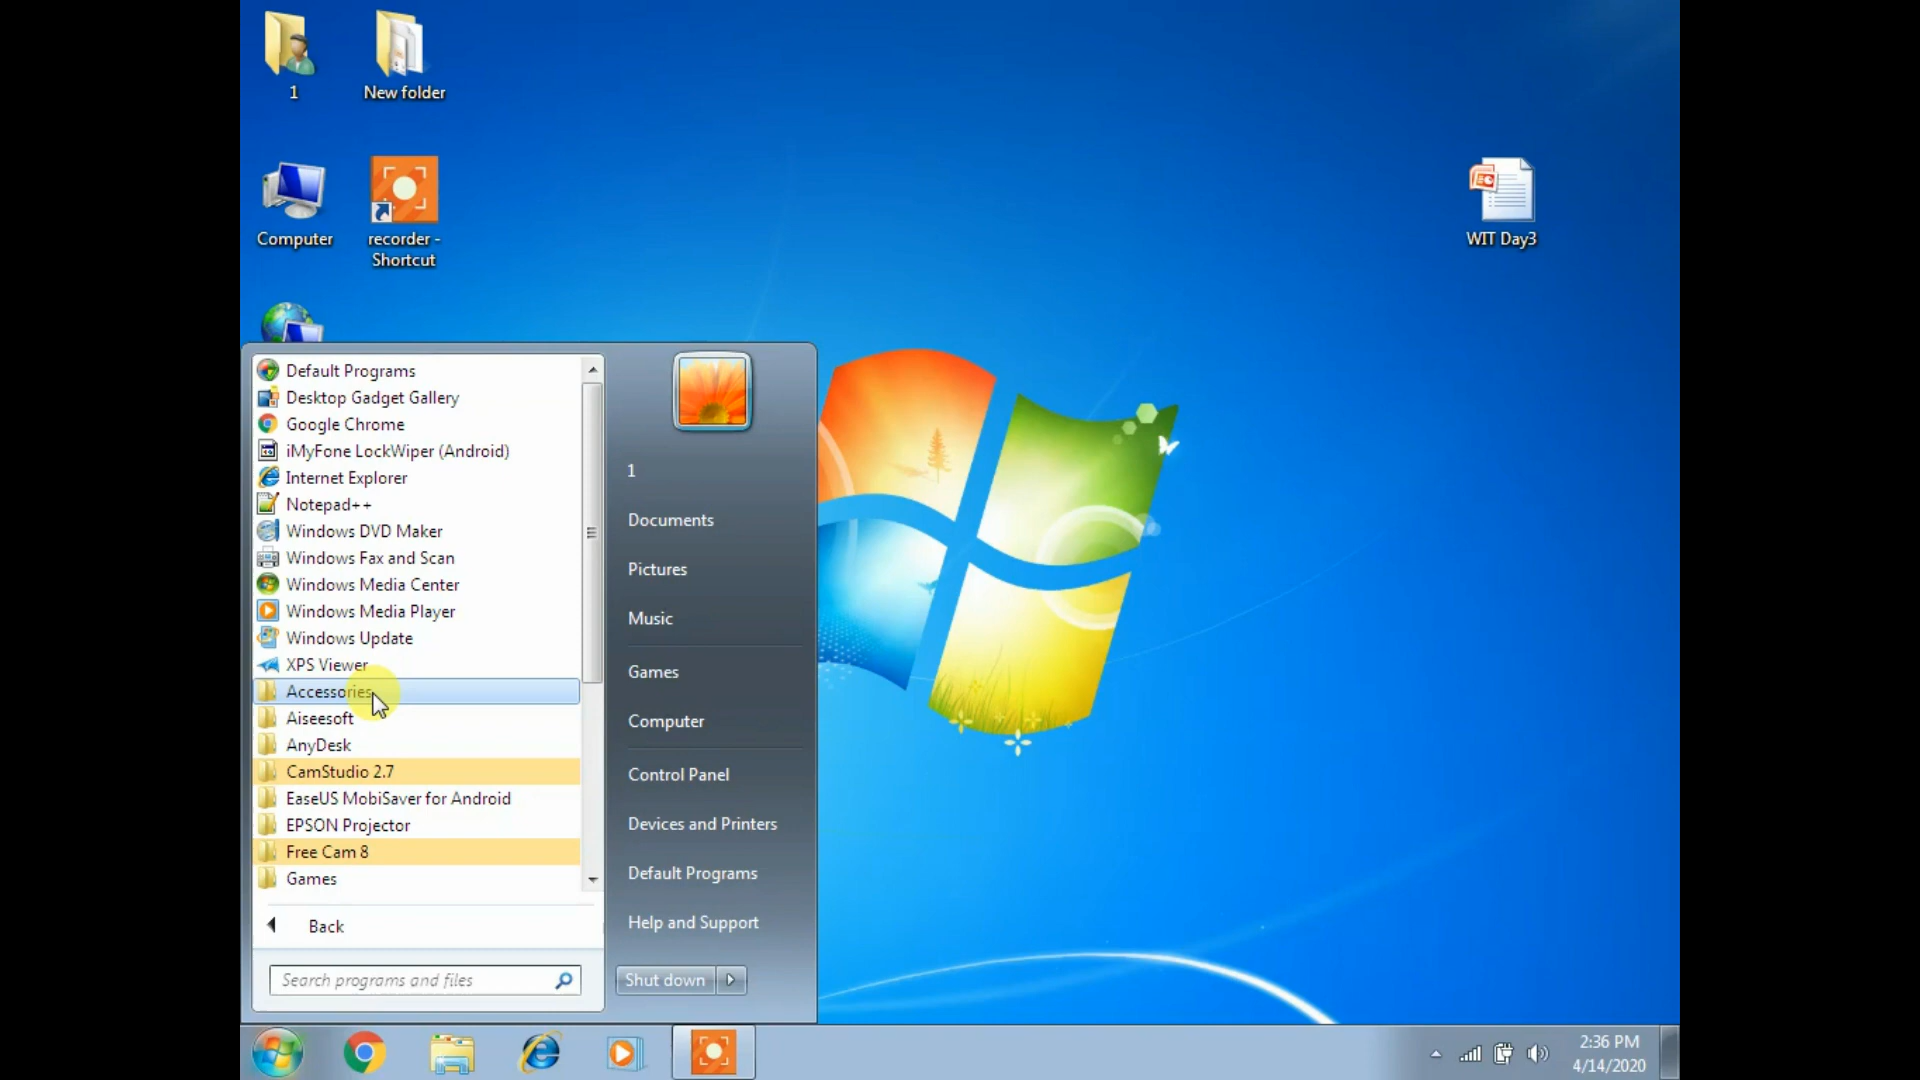 1
New folder
Computer
recorder -
Shortcut
WIT Day3
Default Programs
Desktop Gadget Gallery
Google Chrome
iMyFone LockWiper (Android)
Internet Explorer
Notepad++
Windows DVD Maker
Windows Fax and Scan
Windows Media Center
Windows Media Player
Windows Update
XPS Viewer
Accessories
Aiseesoft
AnyDesk
CamStudio 2.7
EaseUS MobiSaver for Android
EPSON Projector
Free Cam 8
Games
Back
Search programs and files
1
Documents
Pictures
Music
Games
Computer
Control Panel
Devices and Printers
Default Programs
Help and Support
Shut down
2:36 PM
4/14/2020